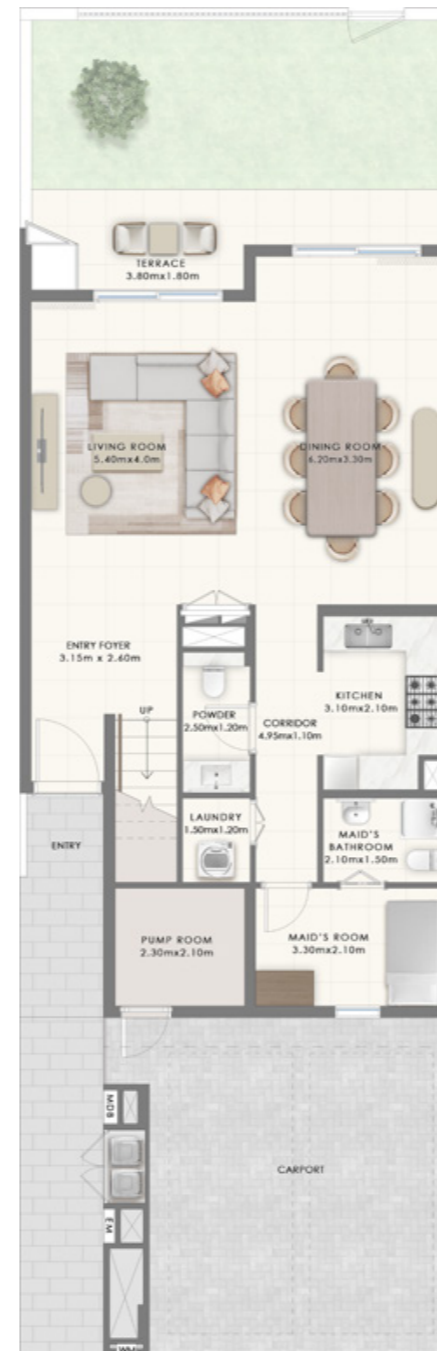 TERRACE
3.80mx1.80m
LIVING ROOM
5.40mx4.0m
DINING ROOM
6.20mx3.30m
ENTRY FOYER
3.15m x 2.60m
UP
POWDER
2.50mx1.20m
CORRIDOR
4.95mx1.10m
KITCHEN
3.10mx2.10m
LAUNDRY
1.50mx1.20m
MAID'S
BATHROOM
2.10mx1.50m
ENTRY
PUMP ROOM
2.30mx2.10m
MAID'S ROOM
3.30mx2.10m
MDB
CARPORT
EM
WM